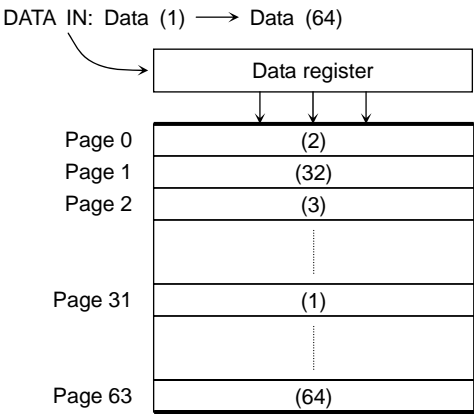 DATA IN: Data (1) → Data (64)
Data register
Page 0 (2)
Page 1 (32)
Page 2 (3)
Page 31 (1)
Page 63 (64)